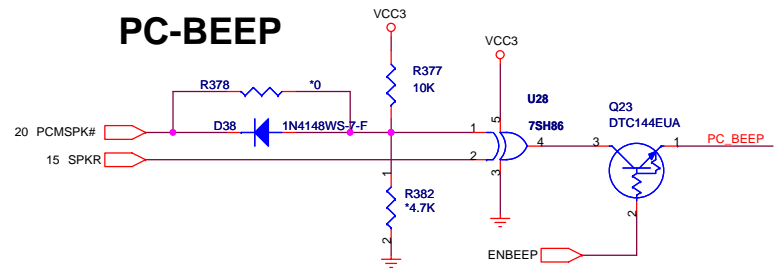 PC-BEEP
VCC3
VCC3
R378
*0
R377
10K
U28
7SH86
Q23
DTC144EUA
20 PCMSPK#
D38
1N4148WS-7-F
1
5
4
3
1
PC_BEEP
15 SPKR
2
3
1
R382
*4.7K
2
2
ENBEEP